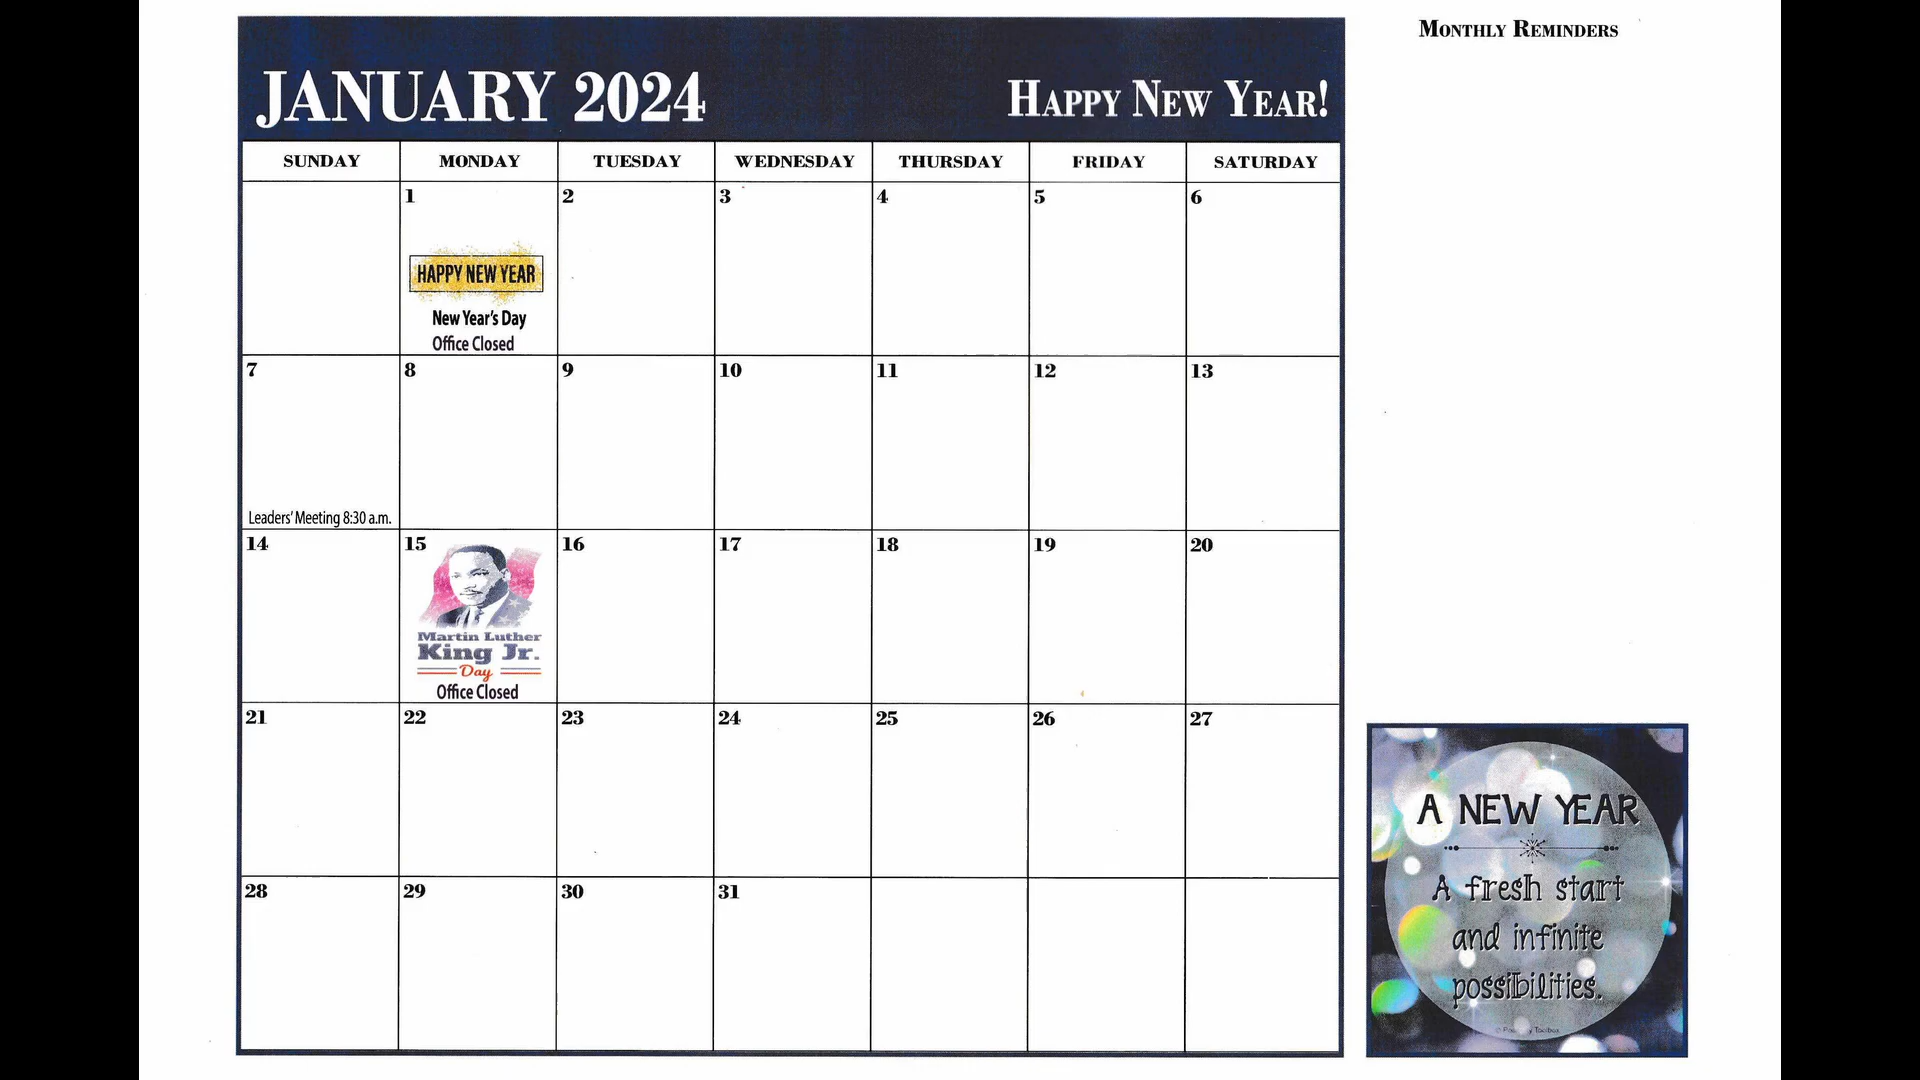 Monthly Reminders
JANUARY 2024
Happy New Year!
SUNDAY MONDAY TUESDAY WEDNESDAY THURSDAY FRIDAY SATURDAY
1 2 3 4 5 6
HAPPY NEW YEAR
New Year's Day
Office Closed
7 8 9 10 11 12 13
Leaders' Meeting 8:30 a.m.
14 15 16 17 18 19 20
Martin Luther
King Jr.
Day
Office Closed
21 22 23 24 25 26 27
28 29 30 31
A NEW YEAR
A fresh start
and infinite
possibilities.